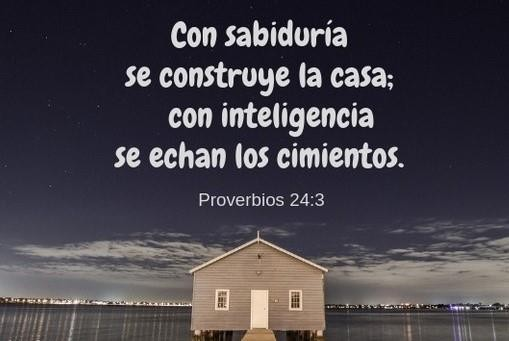 Con sabiduría
se construye la casa;
con inteligencia
se echan los cimientos.
Proverbios 24:3